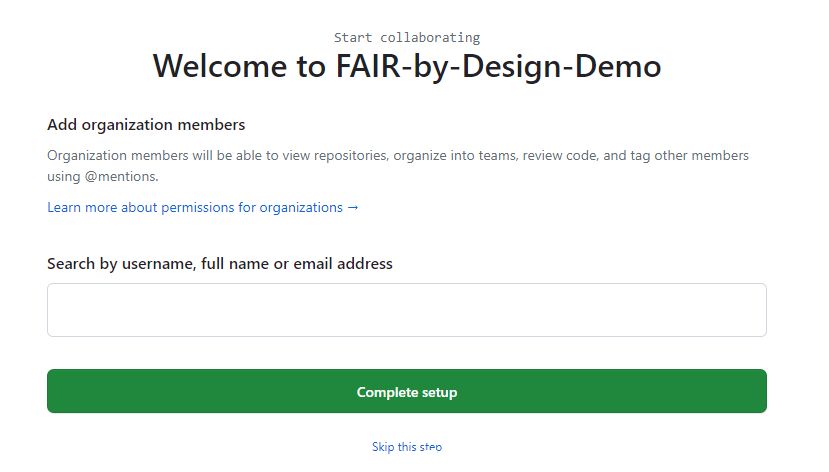 Start collaborating
Welcome to FAIR-by-Design-Demo
Add organization members
Organization members will be able to view repositories, organize into teams, review code, and tag other members
using @mentions.
Learn more about permissions for organizations →
Search by username, full name or email address
Complete setup
Skip this step